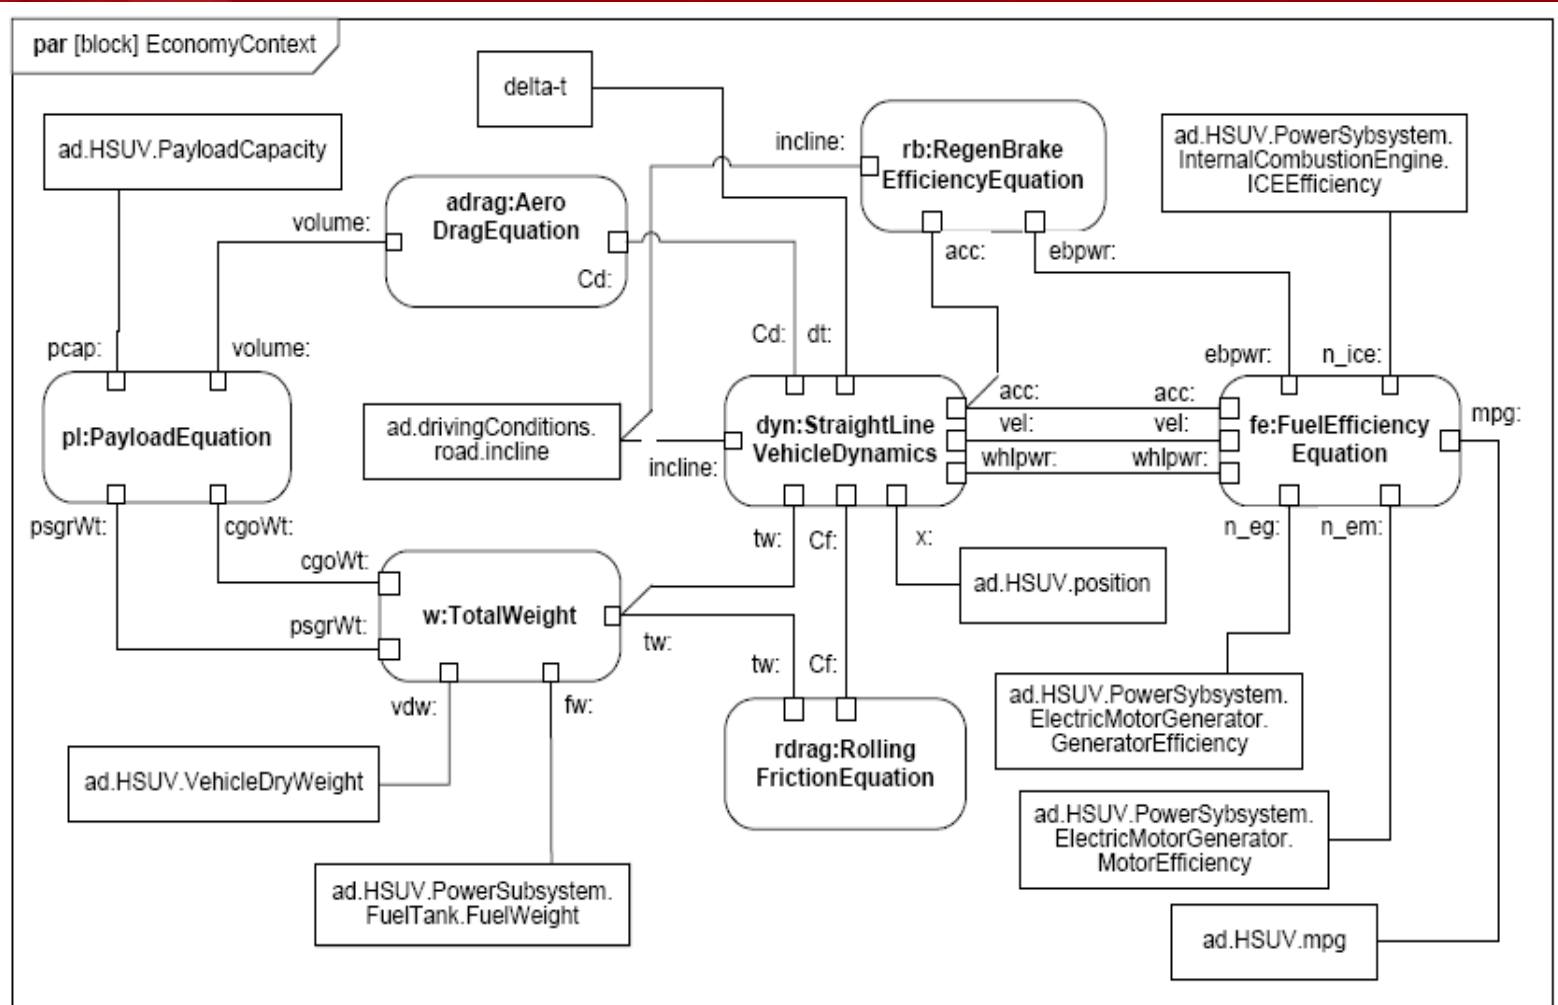 par [block] EconomyContext
delta-t
ad.HSUV.PayloadCapacity
incline:
rb:RegenBrake
EfficiencyEquation
ad.HSUV.PowerSybsystem.
InternalCombustionEngine.
ICEEfficiency
adrag:Aero
DragEquation
volume:
Cd:
acc:
ebpwr:
pcap:
volume:
Cd:
dt:
ebpwr:
n_ice:
pl:PayloadEquation
ad.drivingConditions.
road.incline
incline:
dyn:StraightLine
VehicleDynamics
acc:
vel:
whlpwr:
acc:
vel:
whlpwr:
fe:FuelEfficiency
Equation
mpg:
psgrWt:
cgoWt:
tw:
Cf:
x:
n_eg:
n_em:
cgoWt:
psgrWt:
w:TotalWeight
tw:
ad.HSUV.position
vdw:
fw:
tw:
Cf:
ad.HSUV.PowerSybsystem.
ElectricMotorGenerator.
GeneratorEfficiency
rdrag:Rolling
FrictionEquation
ad.HSUV.VehicleDryWeight
ad.HSUV.PowerSybsystem.
ElectricMotorGenerator.
MotorEfficiency
ad.HSUV.PowerSubsystem.
FuelTank.FuelWeight
ad.HSUV.mpg